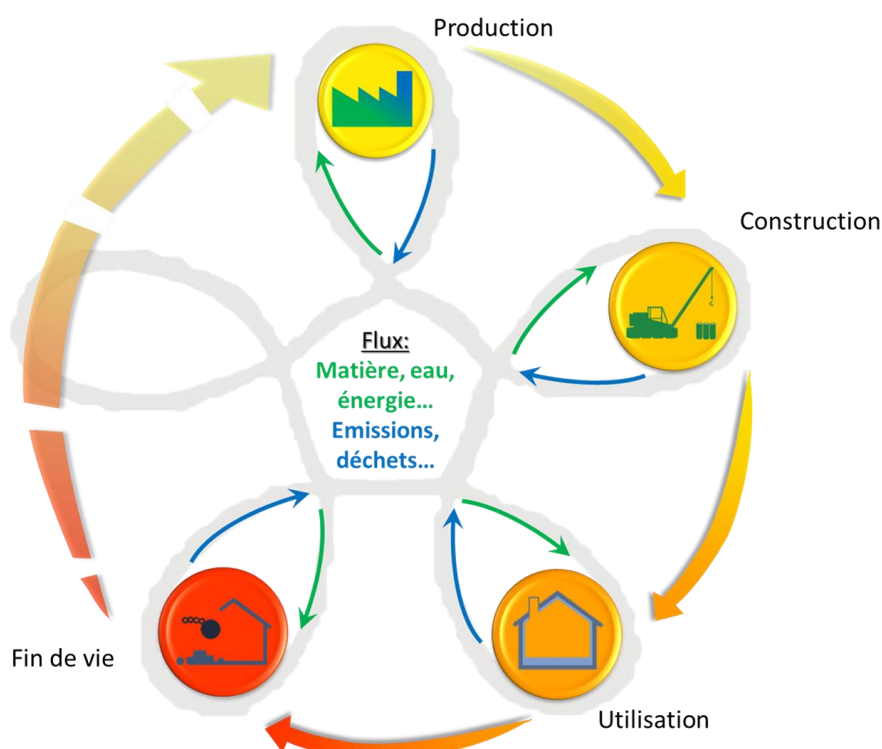 Production
Construction
Flux:
Matière, eau,
énergie...
Emissions,
déchets...
Fin de vie
Utilisation